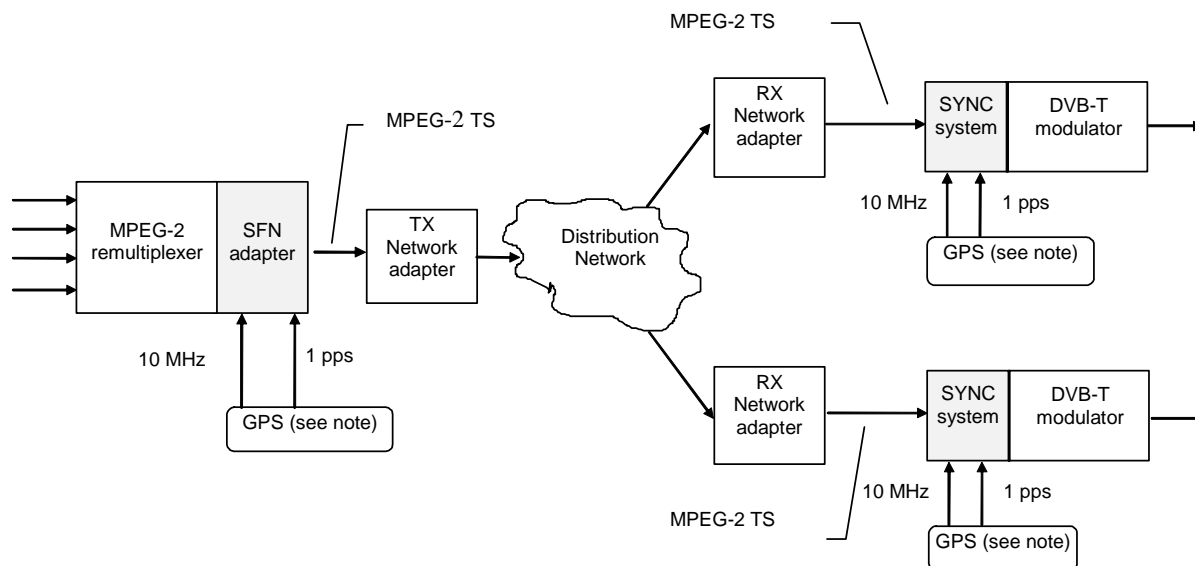 MPEG-2 TS
MPEG-2 TS
RX
Network
adapter
SYNC
system
DVB-T
modulator
10 MHz
1 pps
GPS (see note)
MPEG-2
remultiplexer
SFN
adapter
TX
Network
adapter
Distribution
Network
10 MHz
1 pps
GPS (see note)
RX
Network
adapter
SYNC
system
DVB-T
modulator
10 MHz
1 pps
GPS (see note)
MPEG-2 TS